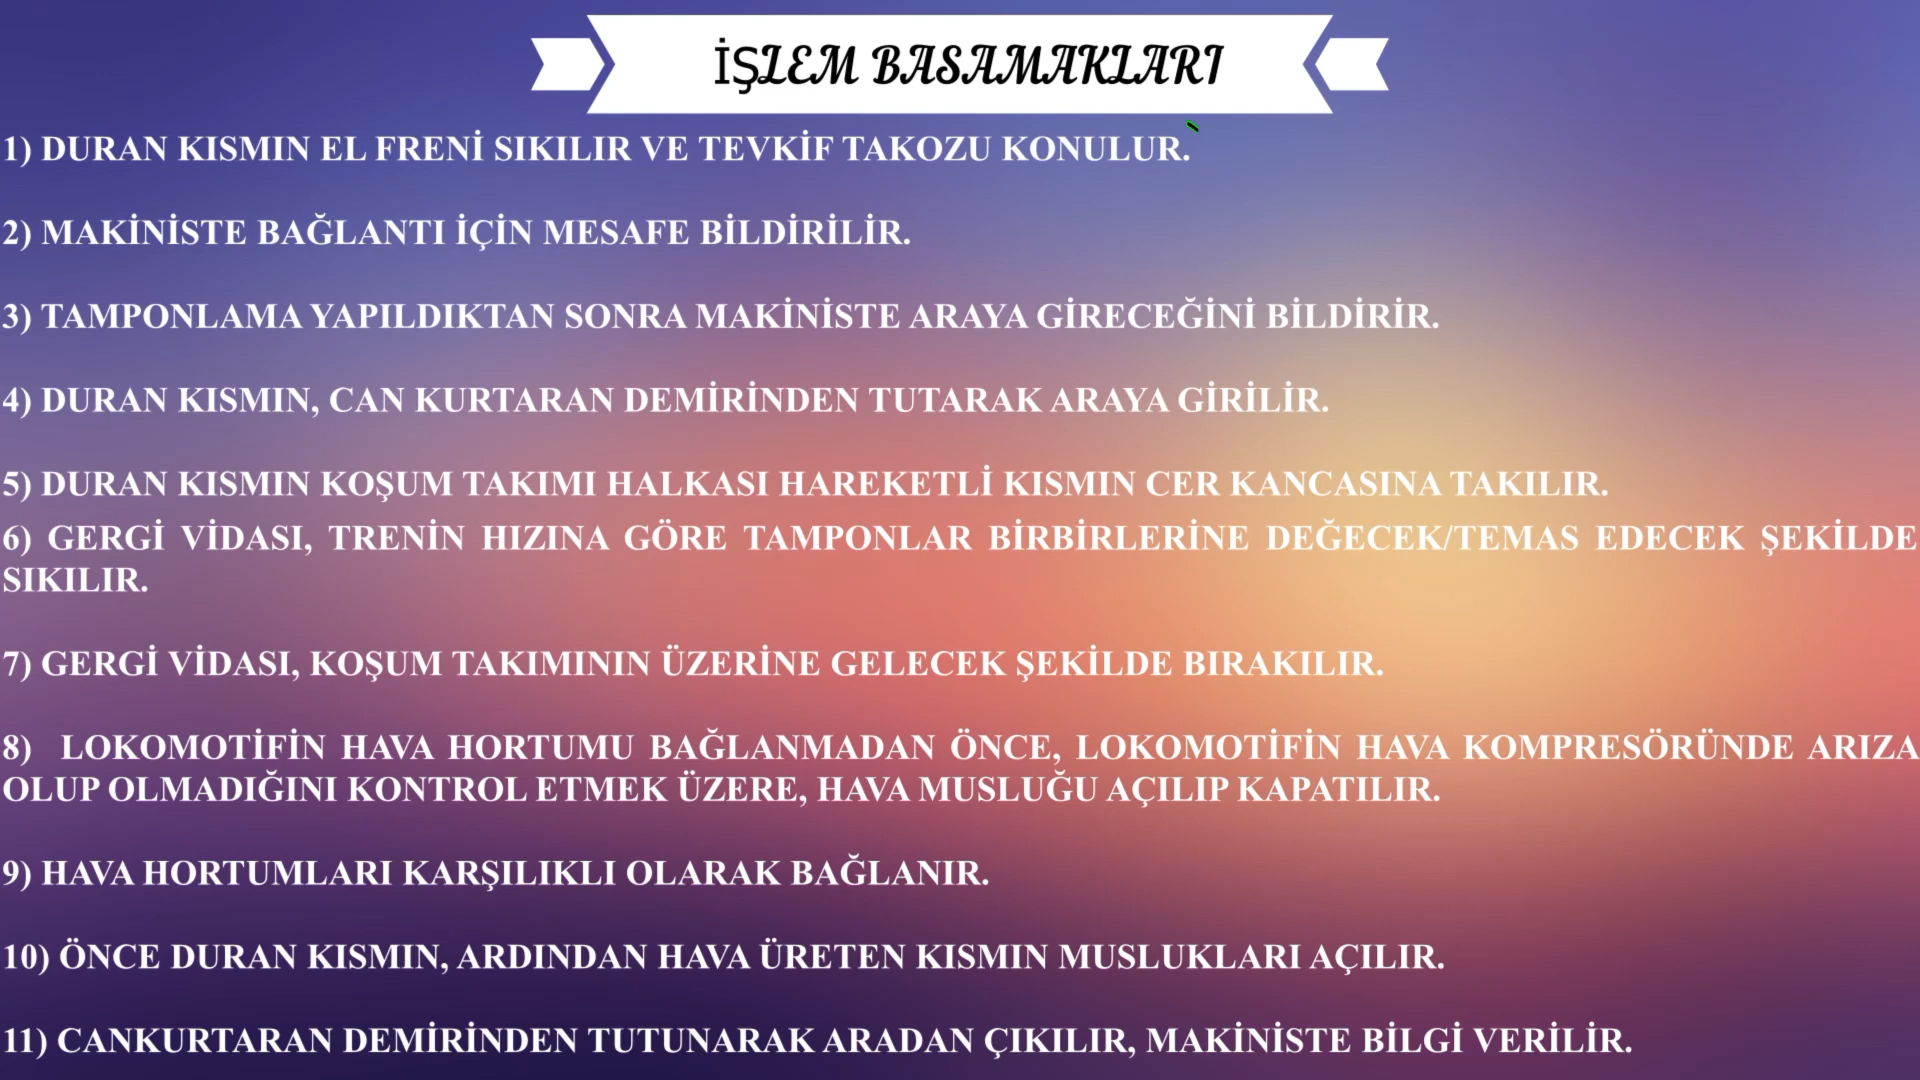 İŞLEM BASAMAKLARI
1) DURAN KISMIN EL FRENİ SIKILIR VE TEVKİF TAKOZU KONULUR.
2) MAKİNİSTE BAĞLANTI İÇİN MESAFE BİLDİRİLİR.
3) TAMPONLAMA YAPILDIKTAN SONRA MAKİNİSTE ARAYA GİRECEĞİNİ BİLDİRİR.
4) DURAN KISMIN, CAN KURTARAN DEMİRİNDEN TUTARAK ARAYA GİRİLİR.
5) DURAN KISMIN KOŞUM TAKIMI HALKASI HAREKETLİ KISMIN CER KANCASINA TAKILIR.
6) GERGİ VİDASI, TRENİN HIZINA GÖRE TAMPONLAR BİRBİRLERİNE DEĞECEK/TEMAS EDECEK ŞEKİLDE
SIKILIR.
7) GERGİ VİDASI, KOŞUM TAKIMININ ÜZERİNE GELECEK ŞEKİLDE BIRAKILIR.
8) LOKOMOTİFİN HAVA HORTUMU BAĞLANMADAN ÖNCE, LOKOMOTİFİN HAVA KOMPRESÖRÜNDE ARIZA
OLUP OLMADIĞINI KONTROL ETMEK ÜZERE, HAVA MUSLUĞU AÇILIP KAPATILIR.
9) HAVA HORTUMLARI KARŞILIKLI OLARAK BAĞLANIR.
10) ÖNCE DURAN KISMIN, ARDINDAN HAVA ÜRETEN KISMIN MUSLUKLARI AÇILIR.
11) CANKURTARAN DEMİRİNDEN TUTUNARAK ARADAN ÇIKILIR, MAKİNİSTE BİLGİ VERİLİR.